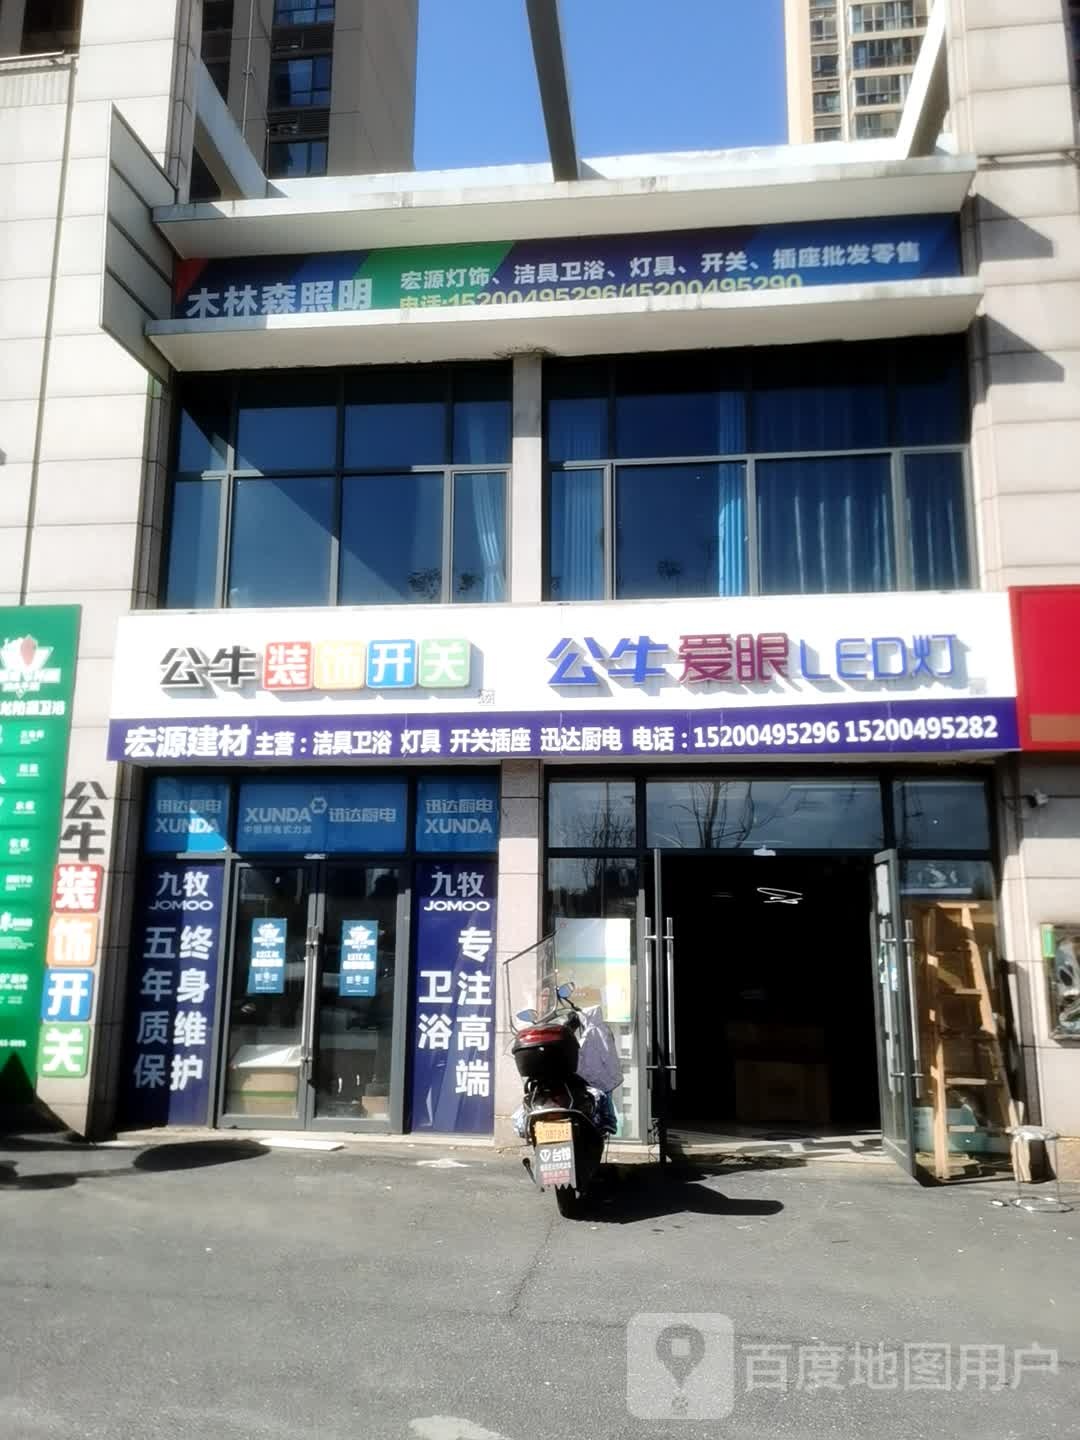 木林森照明
宏源灯饰、洁具卫浴、灯具、开关、插座批发零售
电话:15200495296/15200495290
公牛装饰开关
公牛爱眼LED灯
宏源建材 主营：洁具卫浴 灯具 开关插座 迅达厨电 电话：15200495296 15200495282
迅达厨电
XUNDA
XUNDA 迅达厨电
迅达厨电
XUNDA
公牛装饰开关
九牧
JOMOO
终身维护
五年质保
九牧
JOMOO
专注高端
卫浴
台铃
百度地图用户